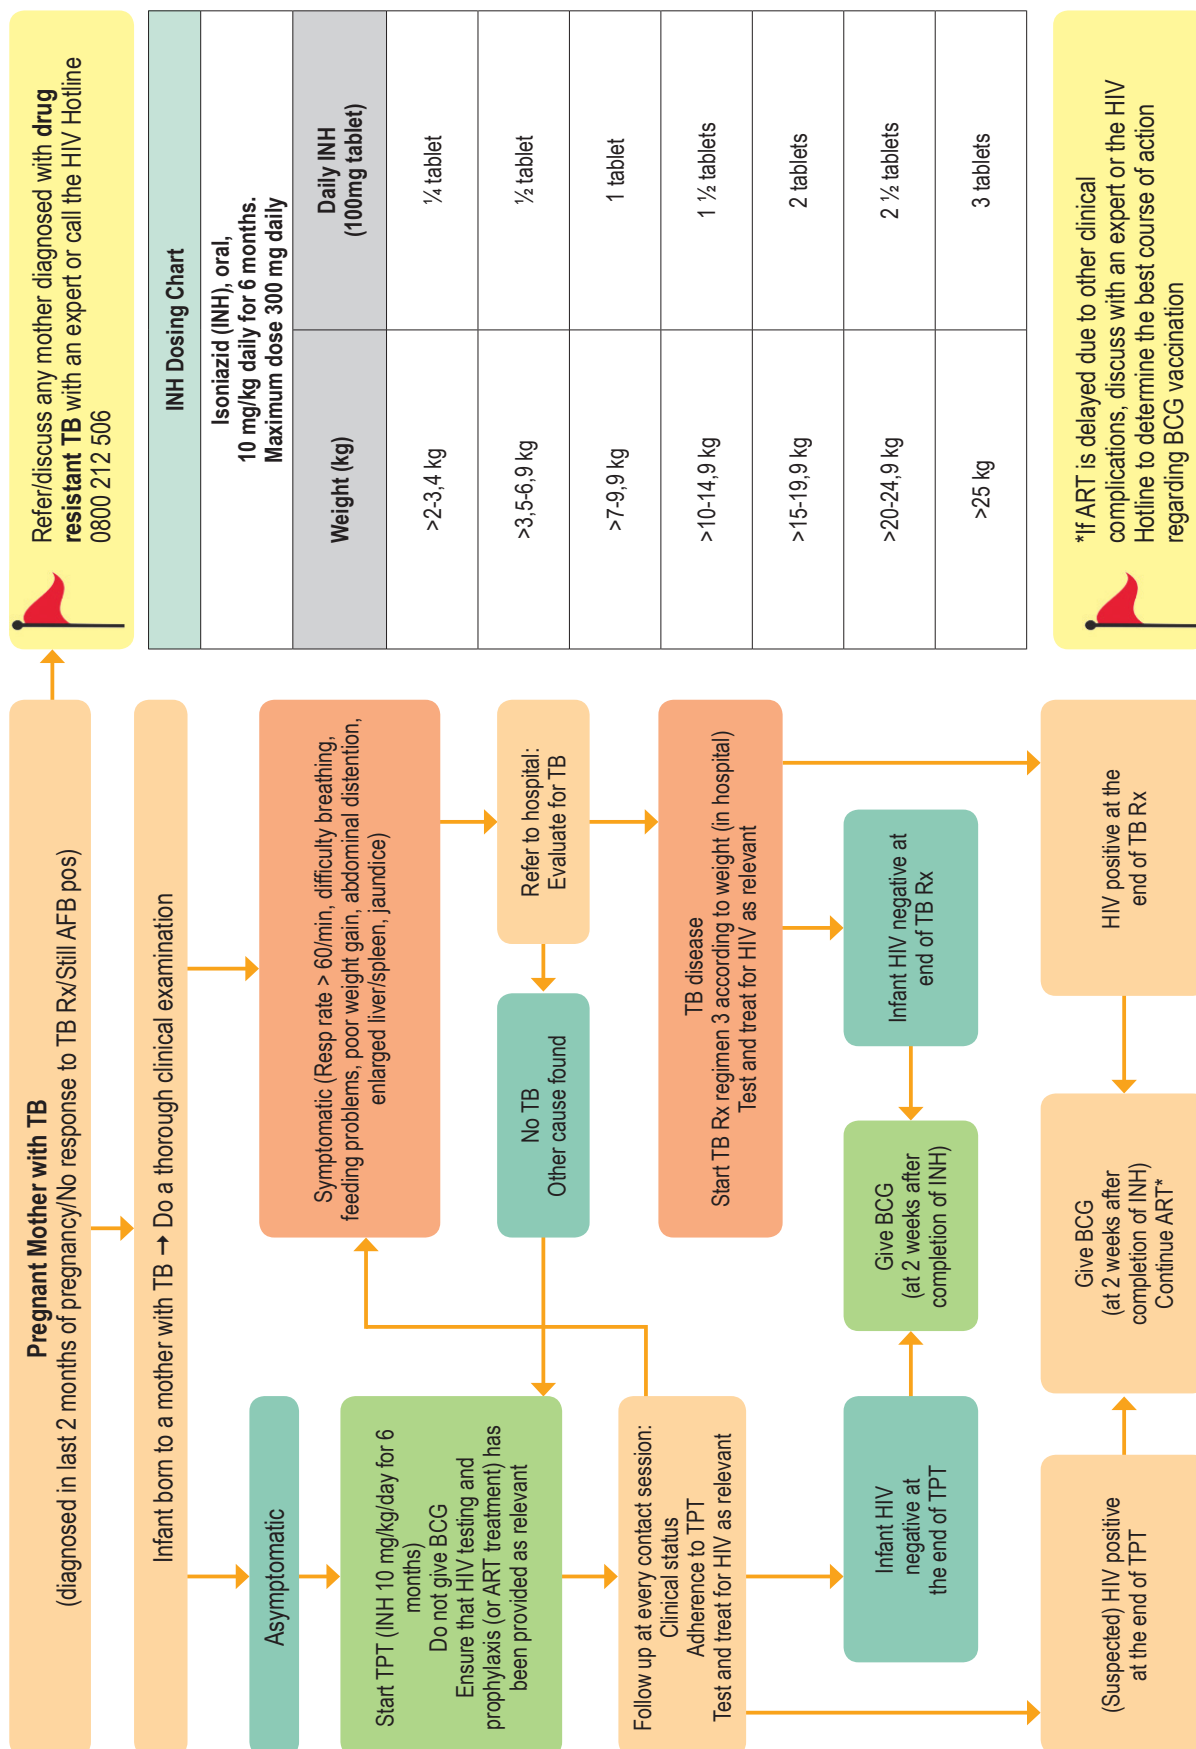 Pregnant Mother with TB
(diagnosed in last 2 months of pregnancy/No response to TB Rx/Still AFB pos)
Refer/discuss any mother diagnosed with drug
resistant TB with an expert or call the HIV Hotline
0800 212 506
Infant born to a mother with TB → Do a thorough clinical examination
Asymptomatic
Symptomatic (Resp rate > 60/min, difficulty breathing,
feeding problems, poor weight gain, abdominal distention,
enlarged liver/spleen, jaundice)
Start TPT (INH 10 mg/kg/day for 6
months)
Do not give BCG
Ensure that HIV testing and
prophylaxis (or ART treatment) has
been provided as relevant
No TB
Other cause found
Refer to hospital:
Evaluate for TB
Follow up at every contact session:
Clinical status
Adherence to TPT
Test and treat for HIV as relevant
TB disease
Start TB Rx regimen 3 according to weight (in hospital)
Test and treat for HIV as relevant
Infant HIV
negative at
the end of TPT
Give BCG
(at 2 weeks after
completion of INH)
Infant HIV negative at
end of TB Rx
(Suspected) HIV positive
at the end of TPT
Give BCG
(at 2 weeks after
completion of INH)
Continue ART*
HIV positive at the
end of TB Rx
INH Dosing Chart
Isoniazid (INH), oral,
10 mg/kg daily for 6 months.
Maximum dose 300 mg daily
Weight (kg) Daily INH
(100mg tablet)
>2-3,4 kg ¼ tablet
>3,5-6,9 kg ½ tablet
>7-9,9 kg 1 tablet
>10-14,9 kg 1 ½ tablets
>15-19,9 kg 2 tablets
>20-24,9 kg 2 ½ tablets
>25 kg 3 tablets
*If ART is delayed due to other clinical
complications, discuss with an expert or the HIV
Hotline to determine the best course of action
regarding BCG vaccination